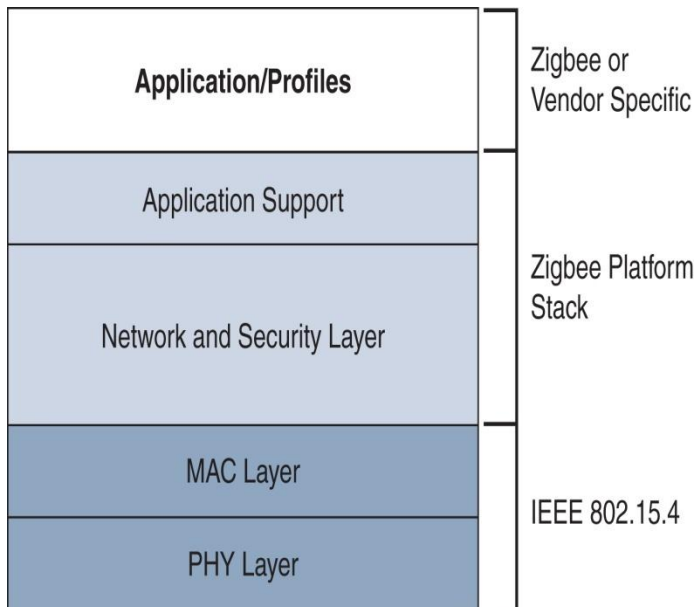 Application/Profiles
Zigbee or
Vendor Specific
Application Support
Network and Security Layer
Zigbee Platform
Stack
MAC Layer
PHY Layer
IEEE 802.15.4